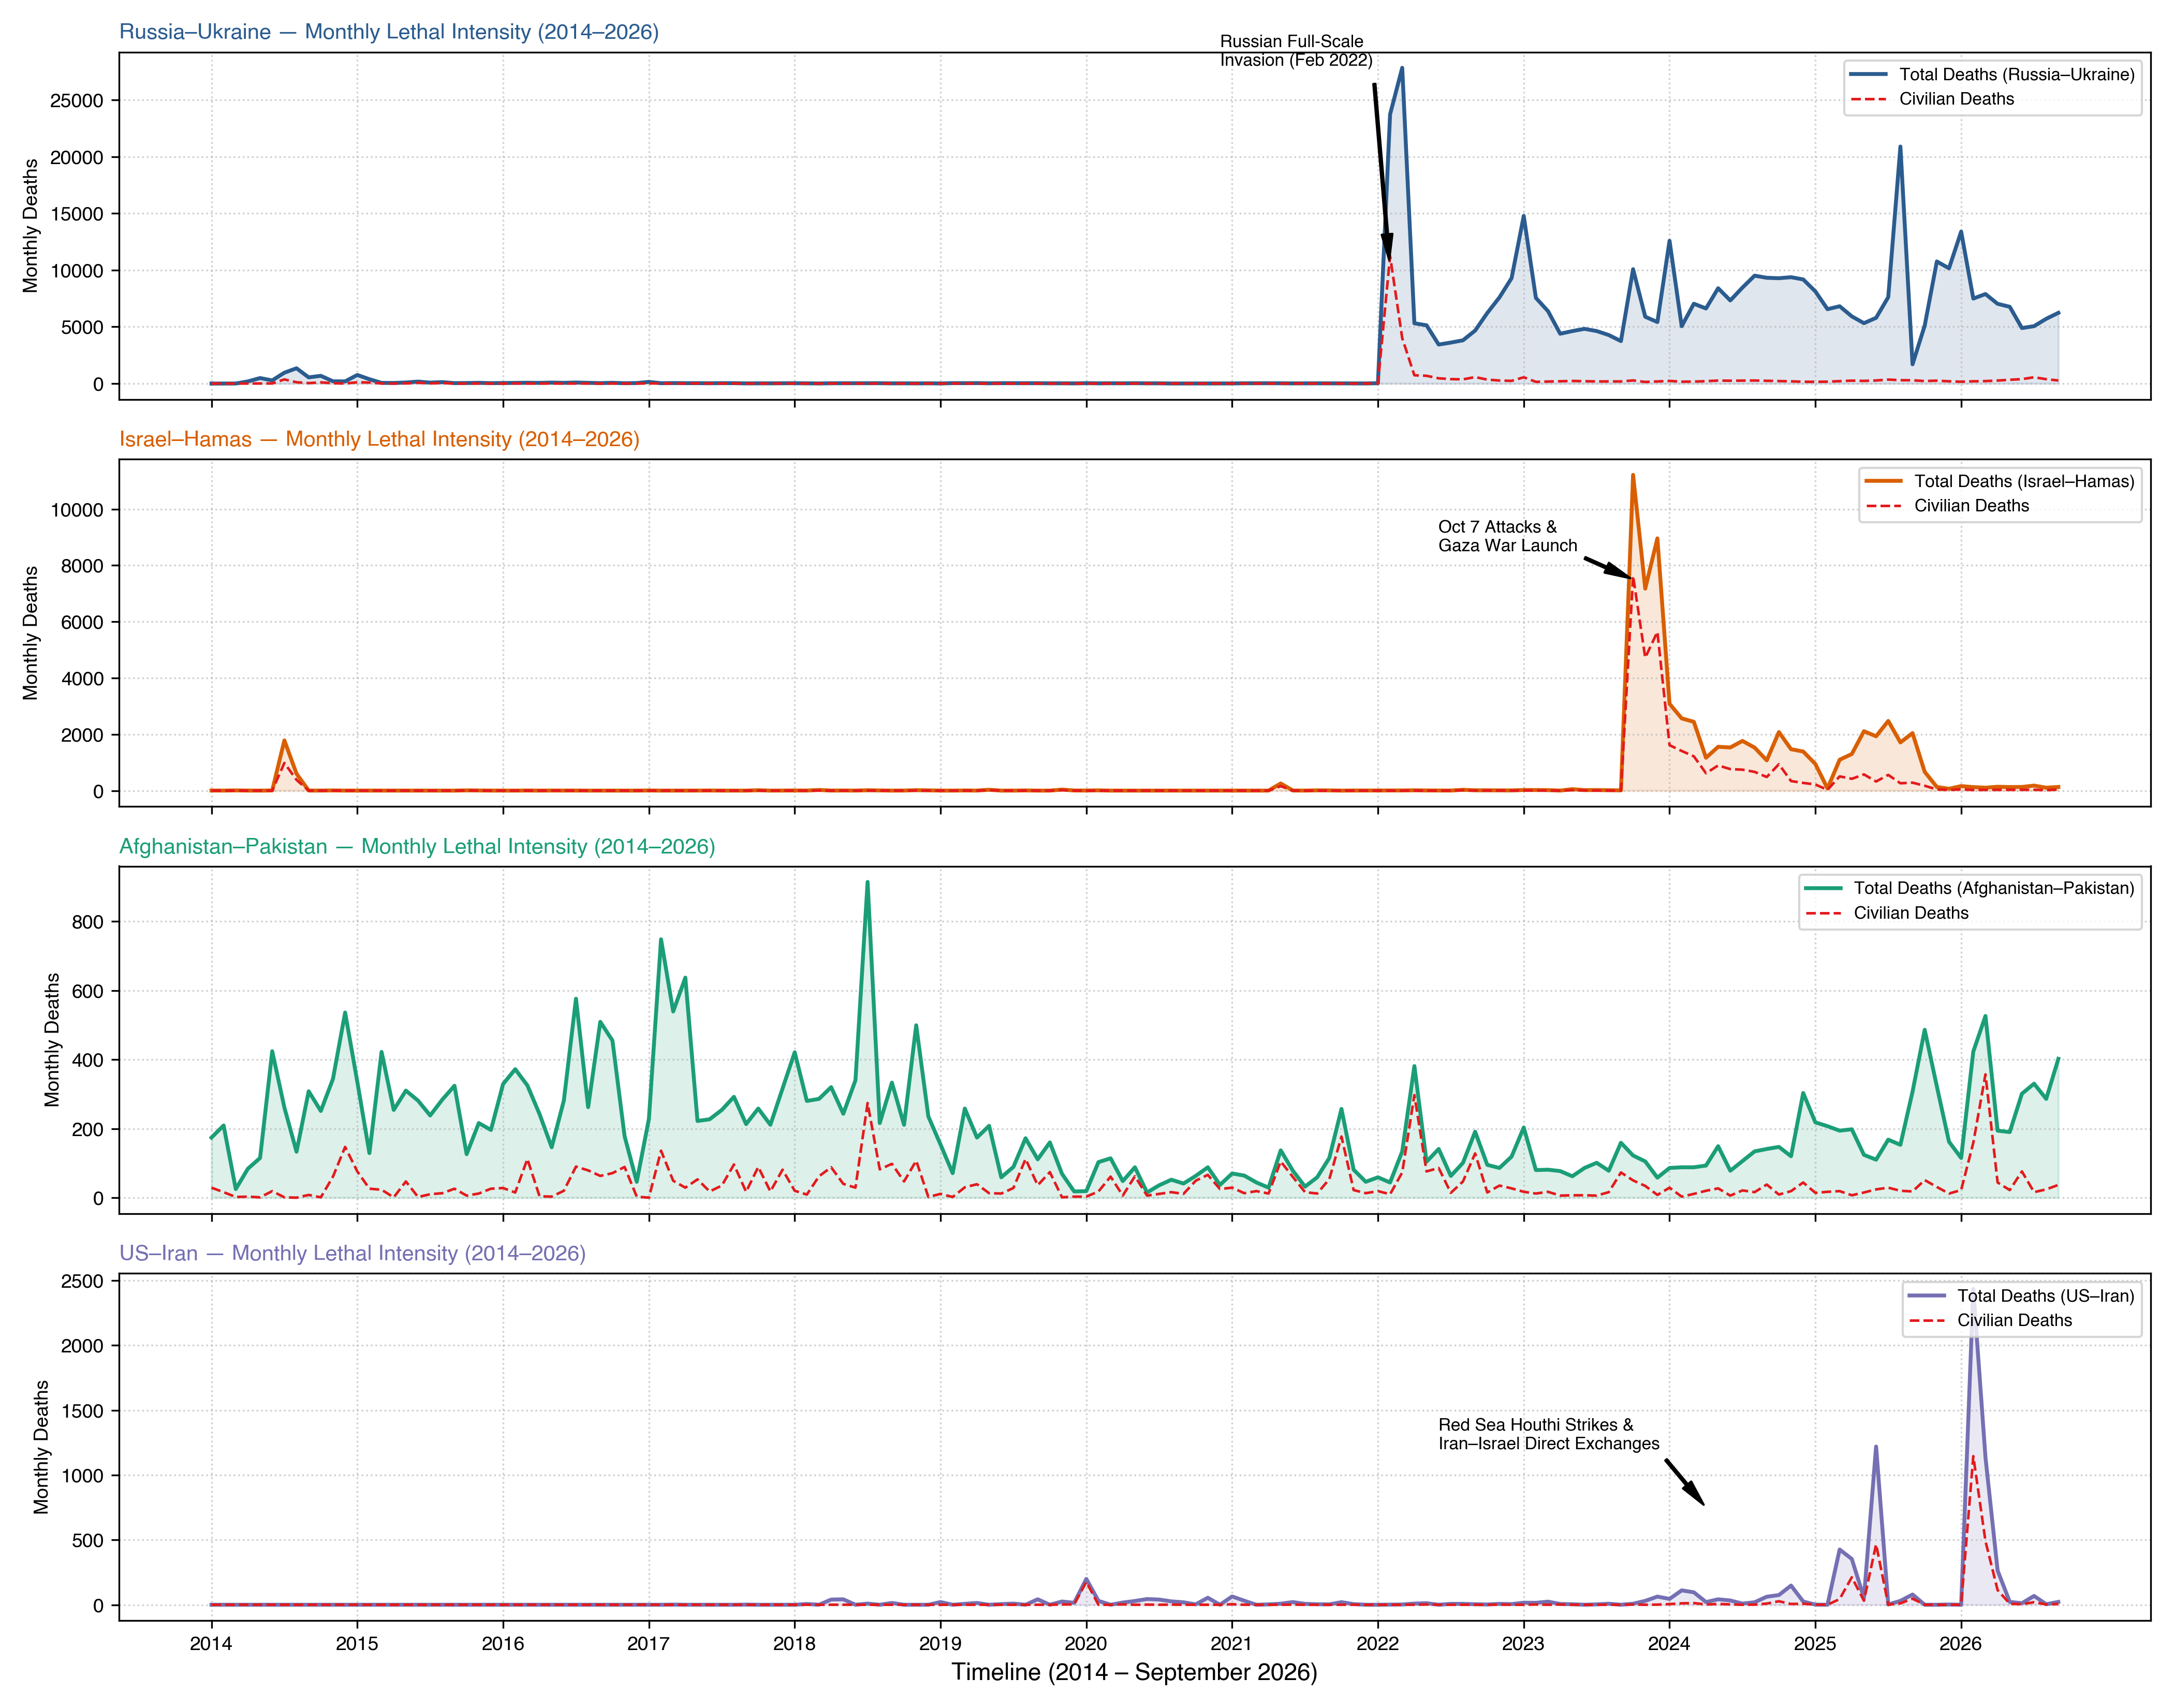 Russia–Ukraine — Monthly Lethal Intensity (2014–2026)
Russian Full-Scale
Invasion (Feb 2022)
Total Deaths (Russia–Ukraine)
Civilian Deaths
Monthly Deaths
25000
20000
15000
10000
5000
0
Israel–Hamas — Monthly Lethal Intensity (2014–2026)
Total Deaths (Israel–Hamas)
Civilian Deaths
Oct 7 Attacks &
Gaza War Launch
Monthly Deaths
10000
8000
6000
4000
2000
0
Afghanistan–Pakistan — Monthly Lethal Intensity (2014–2026)
Total Deaths (Afghanistan–Pakistan)
Civilian Deaths
Monthly Deaths
800
600
400
200
0
US–Iran — Monthly Lethal Intensity (2014–2026)
Total Deaths (US–Iran)
Civilian Deaths
Red Sea Houthi Strikes &
Iran–Israel Direct Exchanges
Monthly Deaths
2500
2000
1500
1000
500
0
2014 2015 2016 2017 2018 2019 2020 2021 2022 2023 2024 2025 2026
Timeline (2014 – September 2026)